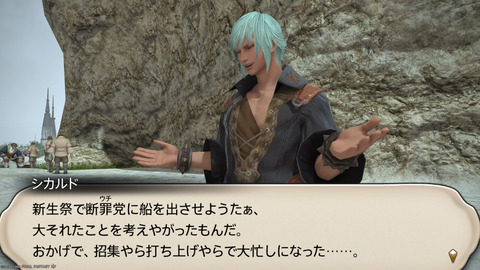 シカルド
新生祭で断罪党に船を出させようたぁ、
大それたことを考えやがったもんだ。
おかげで、招集やら打ち上げやらで大忙しになった……。
ウチ